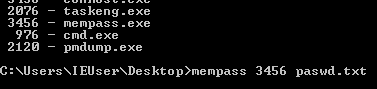 2076 - taskeng.exe
3456 - mempass.exe
976 - cmd.exe
2120 - pmdump.exe
C:\Users\IEUser\Desktop>mempass 3456 paswd.txt